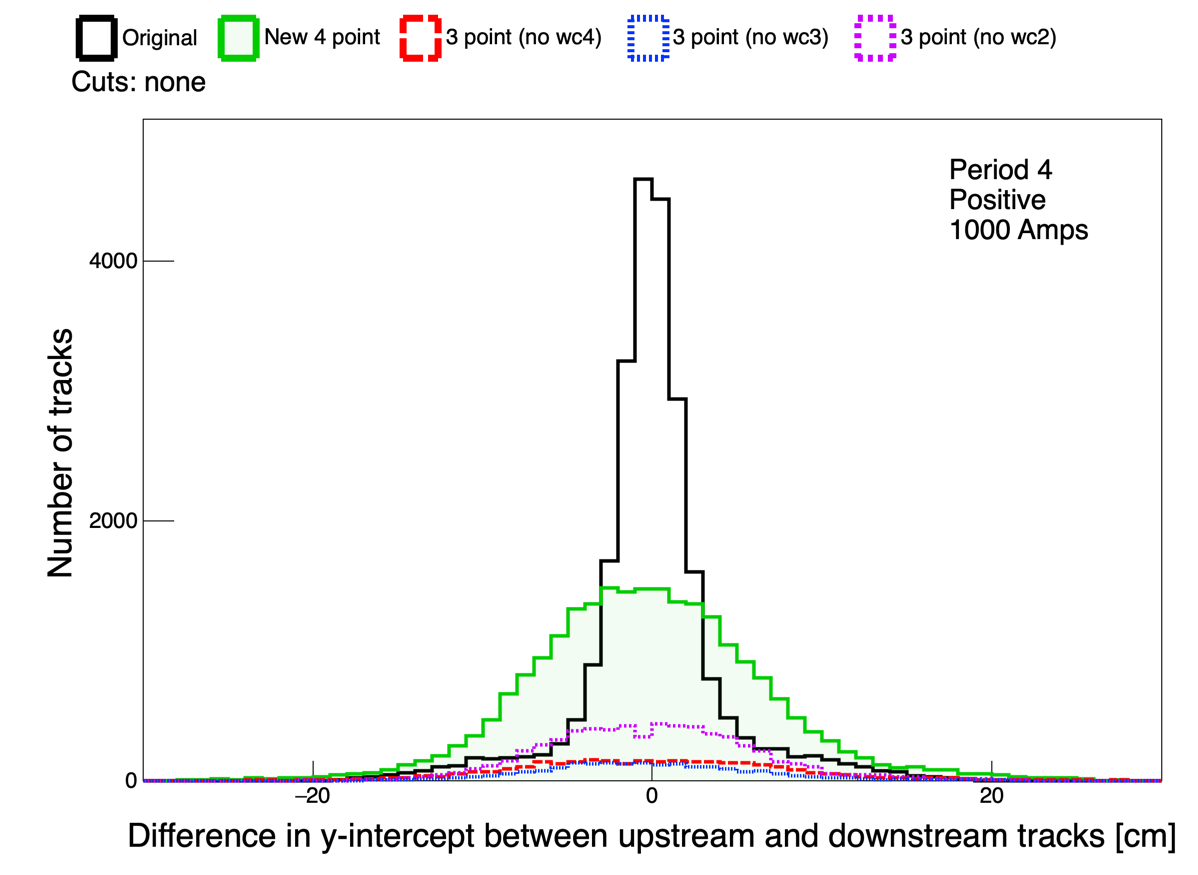 Original New 4 point 3 point (no wc4) 3 point (no wc3) 3 point (no wc2)
Cuts: none
Period 4
Positive
1000 Amps
Number of tracks
4000
2000
0
−20 0 20
Difference in y-intercept between upstream and downstream tracks [cm]